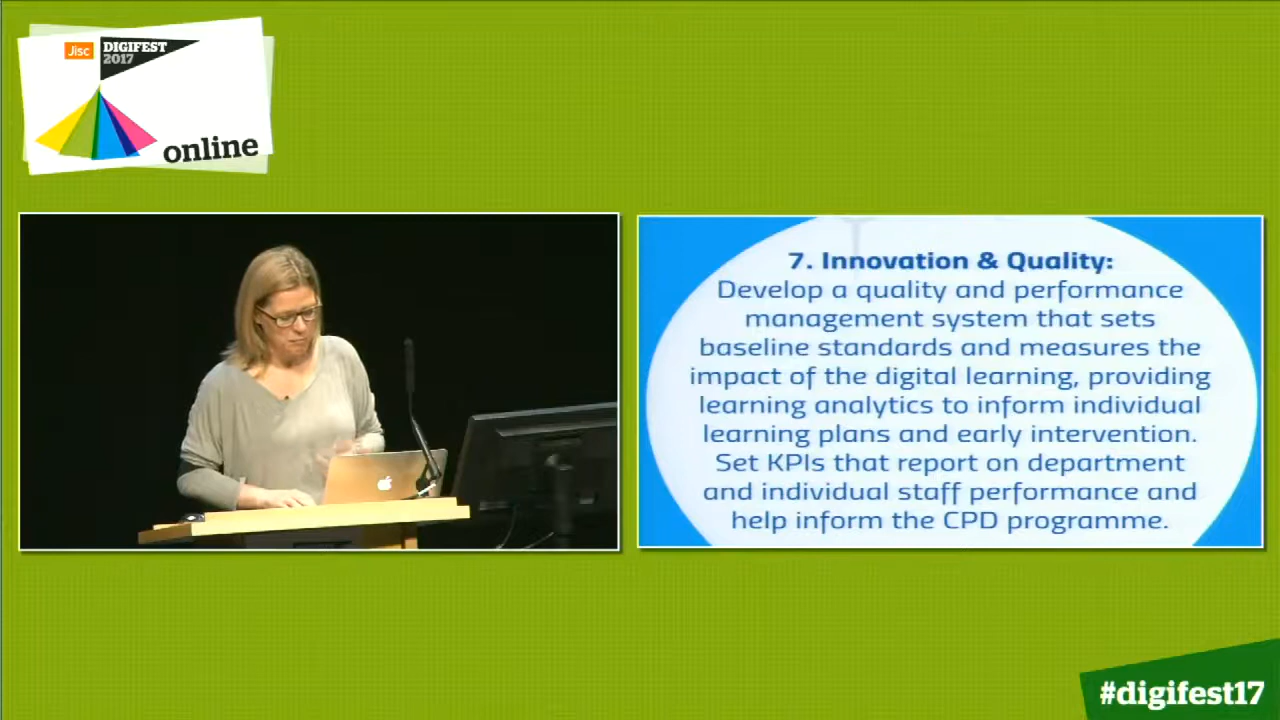 Jisc
DIGIFEST
2017
online
7. Innovation & Quality:
Develop a quality and performance
management system that sets
baseline standards and measures the
impact of the digital learning, providing
learning analytics to inform individual
learning plans and early intervention.
Set KPIs that report on department
and individual staff performance and
help inform the CPD programme.
#digifest17